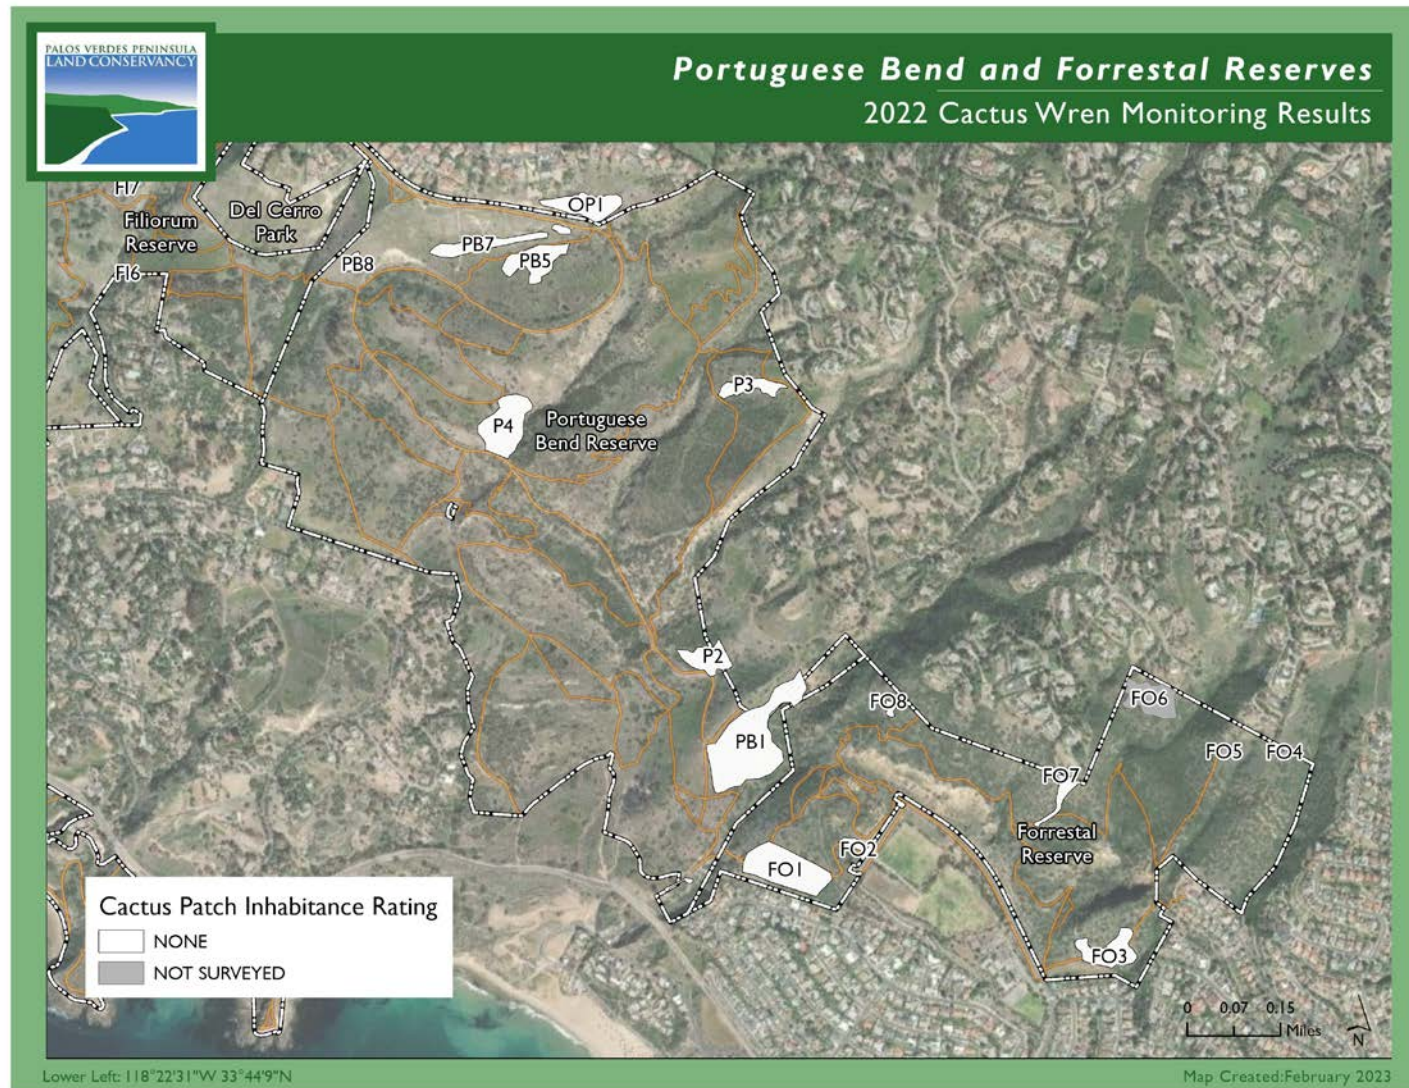 PALOS VERDES PENINSULA
LAND CONSERVANCY
Portuguese Bend and Forrestal Reserves
2022 Cactus Wren Monitoring Results
FI7
Filiorum
Reserve
Del Cerro
Park
OP1
PB7
PB5
PB8
FI6
P3
P4
Portuguese
Bend Reserve
P2
PB1
FO8
FO6
FO5
FO4
FO7
Forrestal
Reserve
FO2
FO1
FO3
Cactus Patch Inhabitance Rating
NONE
NOT SURVEYED
0 0.07 0.15
Miles
N
Lower Left: 118°22'31"W 33°44'9"N
Map Created:February 2023